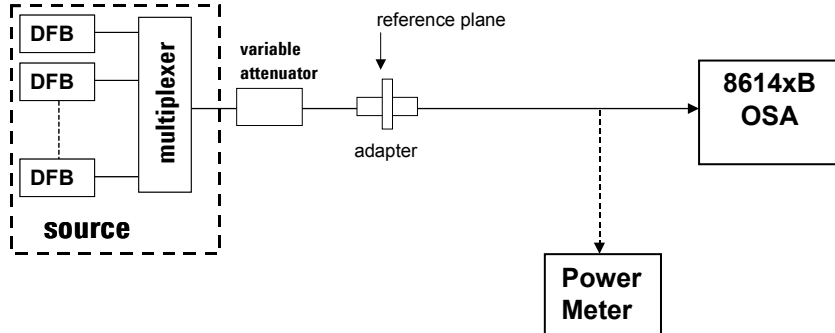 DFB
DFB
DFB
multiplexer
source
variable
attenuator
reference plane
adapter
8614xB
OSA
Power
Meter